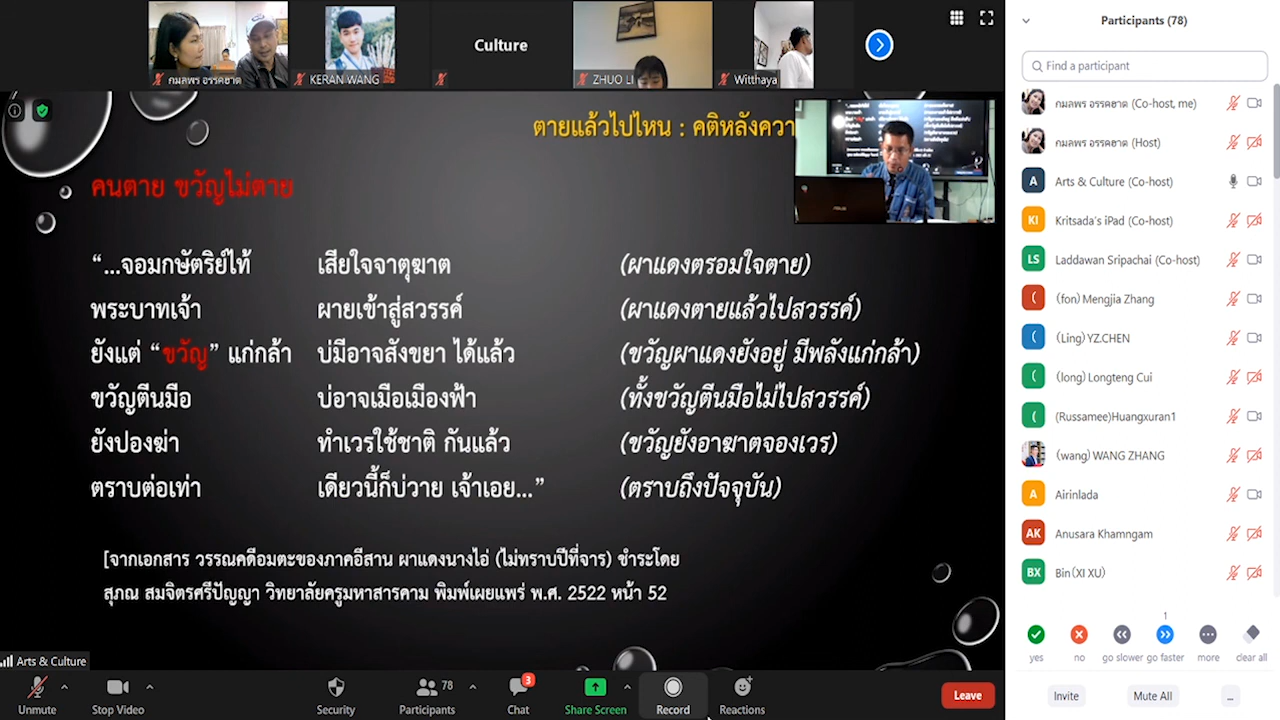 กมลพร อรรคฮาต
KERAN WANG
Culture
ZHUO LI
Witthaya
ตายแล้วไปไหน : คติหลังควา
คนตาย ขวัญไม่ตาย
“...จอมกษัตริย์ไท้ เสียใจจาตุฆาต (ผาแดงตรอมใจตาย)
พระบาทเจ้า ผายเข้าสู่สวรรค์ (ผาแดงตายแล้วไปสวรรค์)
ยังแต่ “ขวัญ” แก่กล้า บ่มีอาจสังขยา ได้แล้ว (ขวัญผาแดงยังอยู่ มีพลังแก่กล้า)
ขวัญตีนมือ บ่อาจเมือเมืองฟ้า (ทั้งขวัญตีนมือไม่ไปสวรรค์)
ยังปองฆ่า ทำเวรใช้ชาติ กันแล้ว (ขวัญยังอาฆาตจองเวร)
ตราบต่อเท่า เดียวนี้ก็บ่วาย เจ้าเอย...” (ตราบถึงปัจจุบัน)
[จากเอกสาร วรรณคดีอมตะของภาคอีสาน ผาแดงนางไอ่ (ไม่ทราบปีที่จาร) ชำระโดย
สุภณ สมจิตรศรีปัญญา วิทยาลัยครูมหาสารคาม พิมพ์เผยแพร่ พ.ศ. 2522 หน้า 52
Arts & Culture
Unmute
Stop Video
Security
78
Participants
3
Chat
Share Screen
Record
Reactions
Leave
Participants (78)
Find a participant
กมลพร อรรคฮาต (Co-host, me)
กมลพร อรรคฮาต (Host)
A Arts & Culture (Co-host)
KI Kritsada's iPad (Co-host)
LS Laddawan Sripachai (Co-host)
( (fon) Mengjia Zhang
( (Ling) YZ.CHEN
( (long) Longteng Cui
( (Russamee)Huangxuran1
(wang) WANG ZHANG
A Airinlada
AK Anusara Khamngam
BX Bin(XI XU)
1
yes no go slower go faster more clear all
Invite Mute All ...